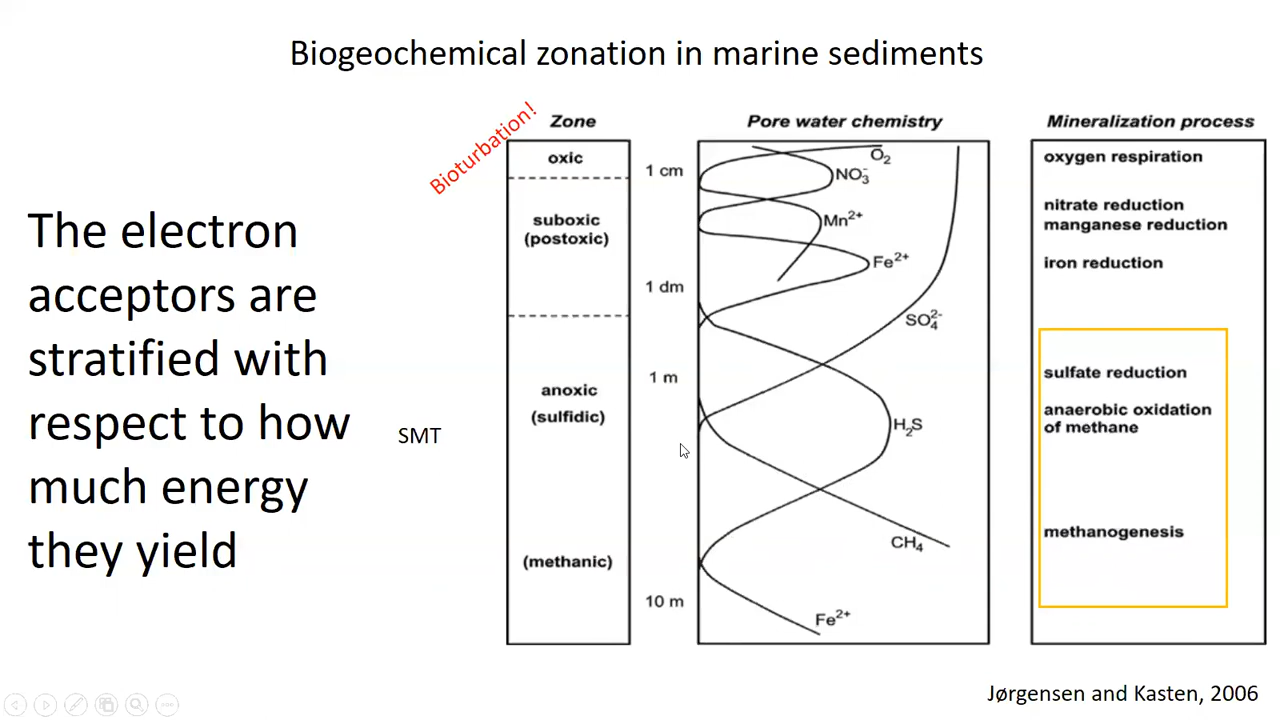 Biogeochemical zonation in marine sediments
Bioturbation!
The electron
acceptors are
stratified with
respect to how
much energy
they yield
SMT
Zone
oxic
suboxic
(postoxic)
anoxic
(sulfidic)
(methanic)
1 cm
1 dm
1 m
10 m
Pore water chemistry
O₂
NO₃⁻
Mn²⁺
Fe²⁺
SO₄²⁻
H₂S
CH₄
Fe²⁺
Mineralization process
oxygen respiration
nitrate reduction
manganese reduction
iron reduction
sulfate reduction
anaerobic oxidation
of methane
methanogenesis
Jørgensen and Kasten, 2006